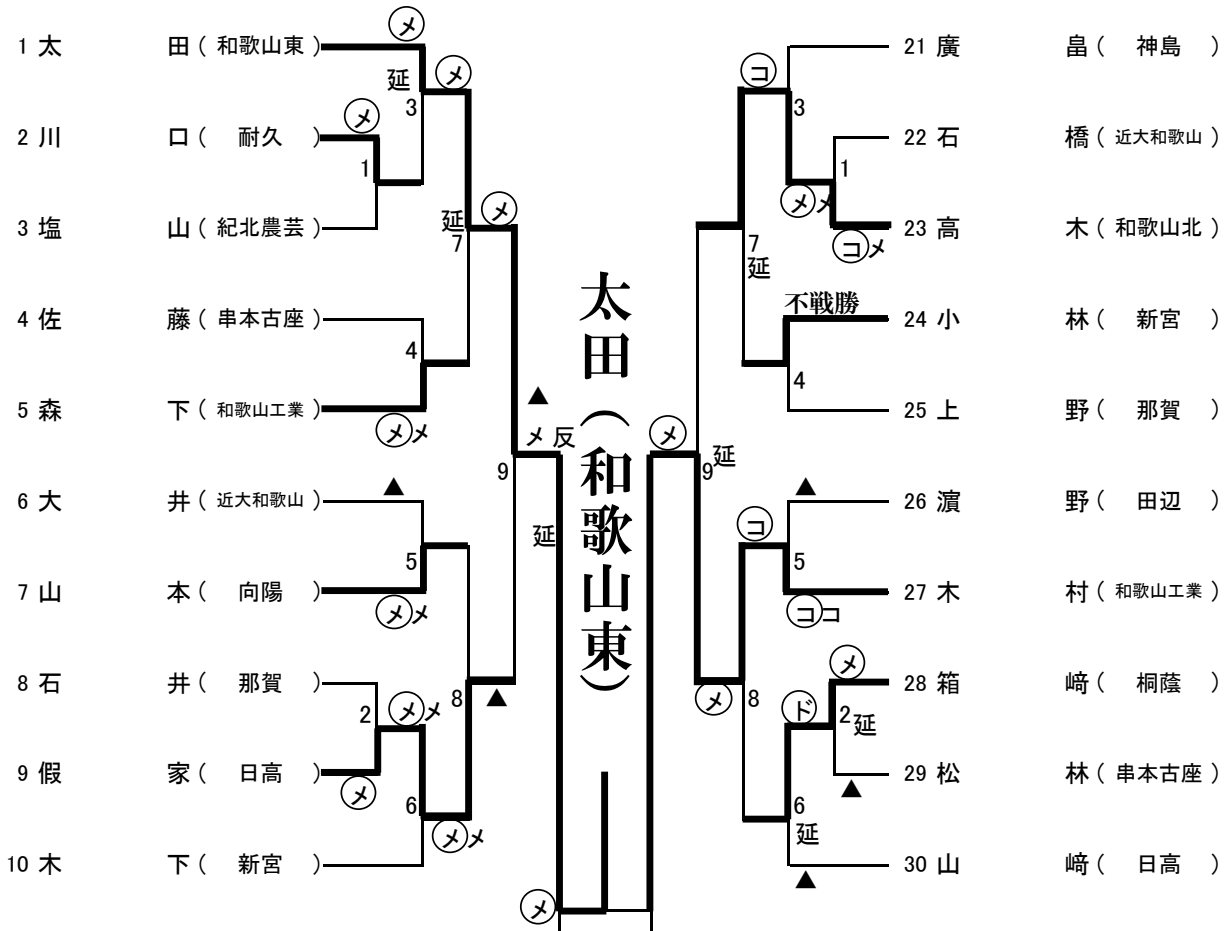 1 太 田 ( 和歌山東 )
2 川 口 ( 耐久 )
3 塩 山 ( 紀北農芸 )
4 佐 藤 ( 串本古座 )
5 森 下 ( 和歌山工業 )
6 大 井 ( 近大和歌山 )
7 山 本 ( 向陽 )
8 石 井 ( 那賀 )
9 假 家 ( 日高 )
10 木 下 ( 新宮 )
メ
延
3
メ
メ
1
延
7
メ
4
メメ
▲
5
メメ
2
メメ
メ
6
メメ
8
▲
9
▲
メ反
延
メ
太田(和歌山東)
メ
延
9
コ
3
1
メメ
コメ
7
延
不戦勝
4
▲
コ
5
ココ
メ
8
メ
ド
2延
▲
6
延
▲
21 廣 畠 ( 神島 )
22 石 橋 ( 近大和歌山 )
23 高 木 ( 和歌山北 )
24 小 林 ( 新宮 )
25 上 野 ( 那賀 )
26 濵 野 ( 田辺 )
27 木 村 ( 和歌山工業 )
28 箱 﨑 ( 桐蔭 )
29 松 林 ( 串本古座 )
30 山 﨑 ( 日高 )